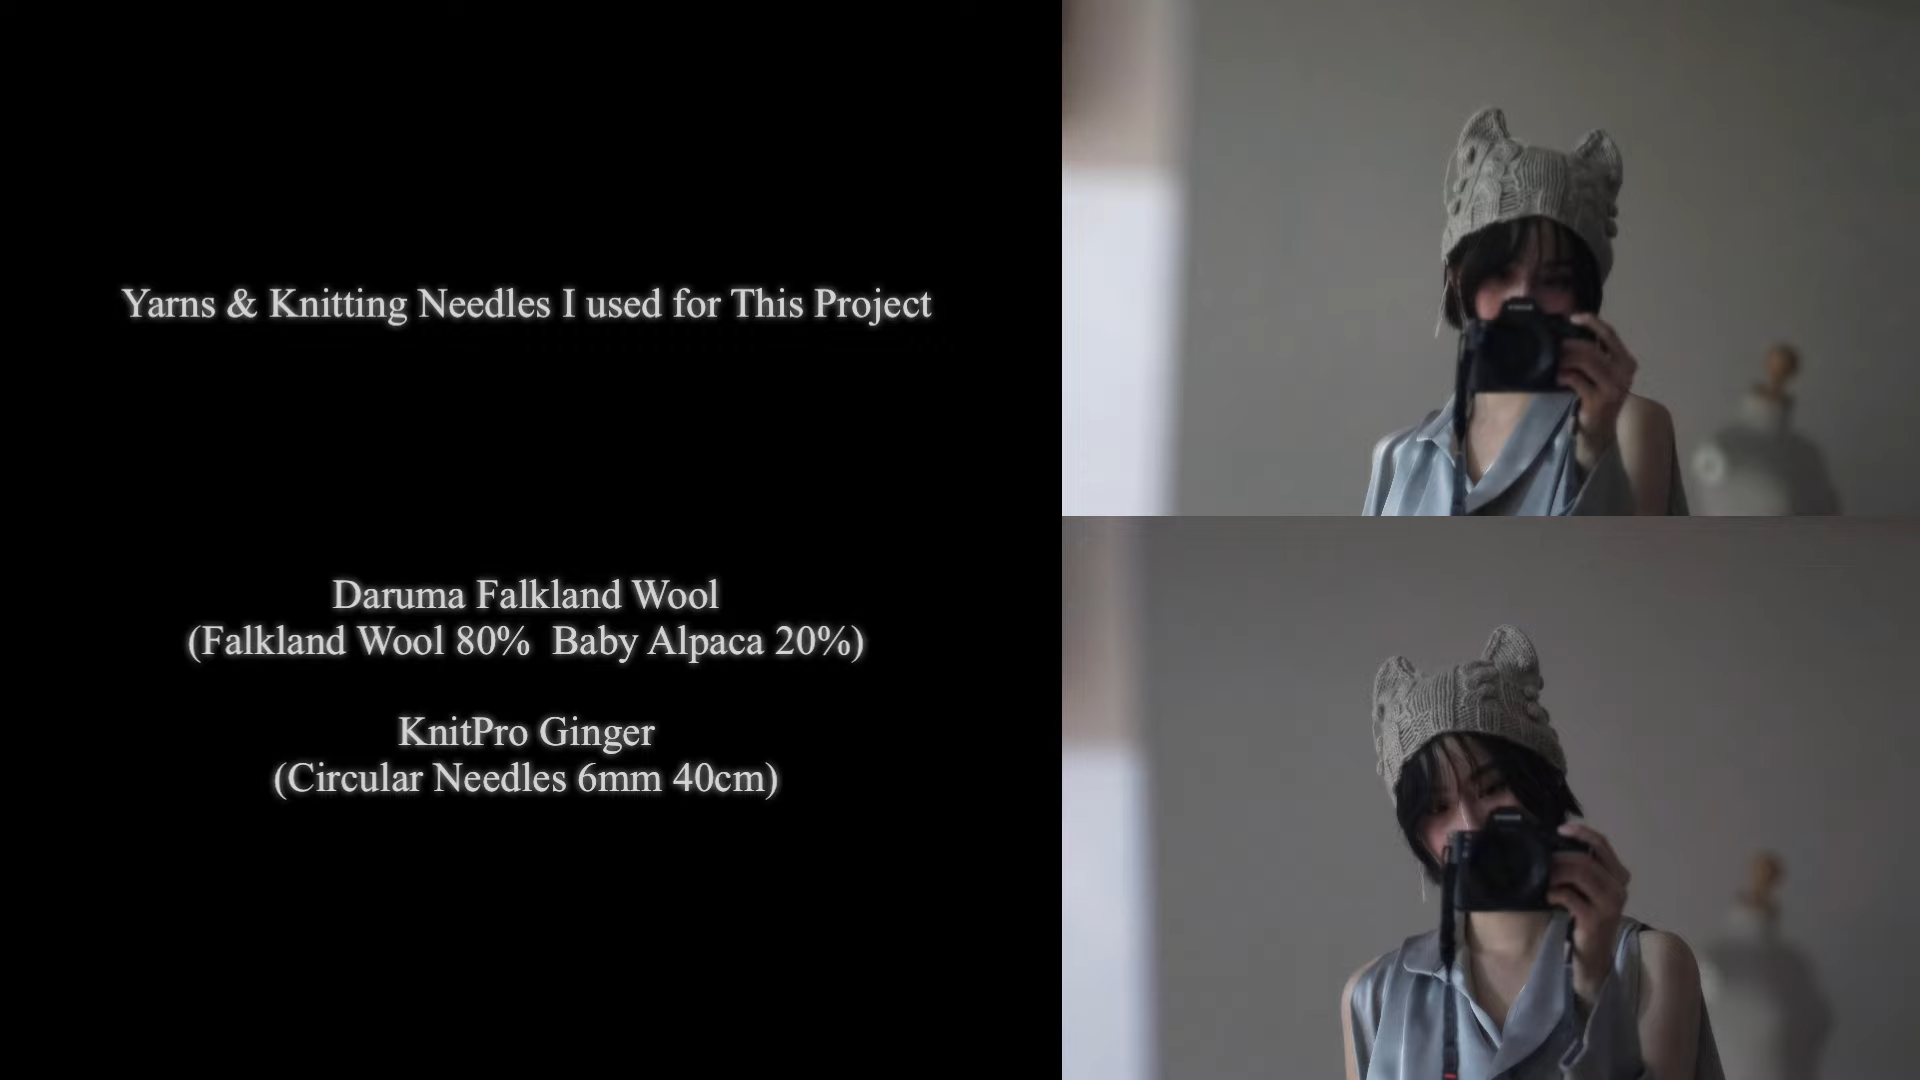 Yarns & Knitting Needles I used for This Project
Daruma Falkland Wool
(Falkland Wool 80%  Baby Alpaca 20%)
KnitPro Ginger
(Circular Needles 6mm 40cm)